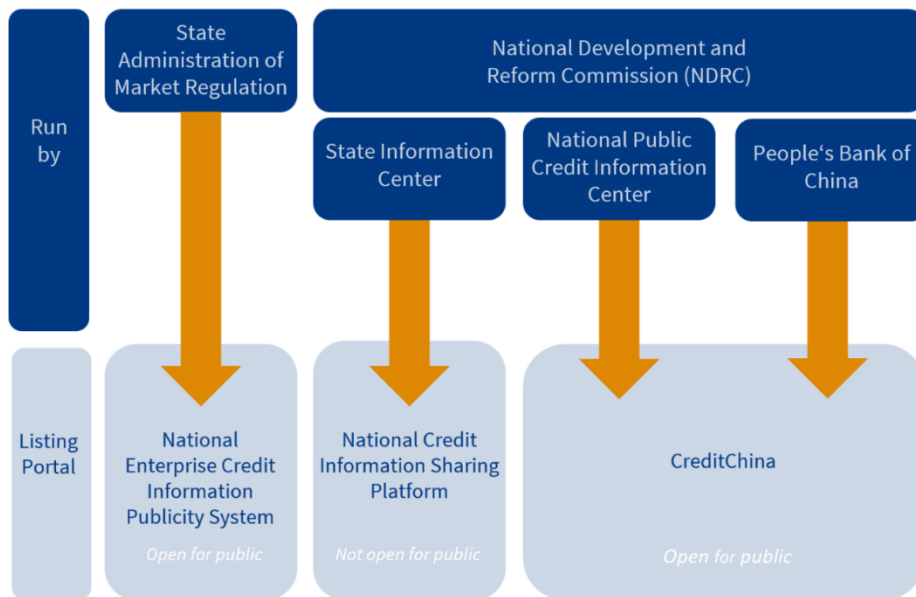 Run
by
State
Administration of
Market Regulation
National Development and
Reform Commission (NDRC)
State Information
Center
National Public
Credit Information
Center
People‘s Bank of
China
Listing
Portal
National
Enterprise Credit
Information
Publicity System
Open for public
National Credit
Information Sharing
Platform
Not open for public
CreditChina
Open for public